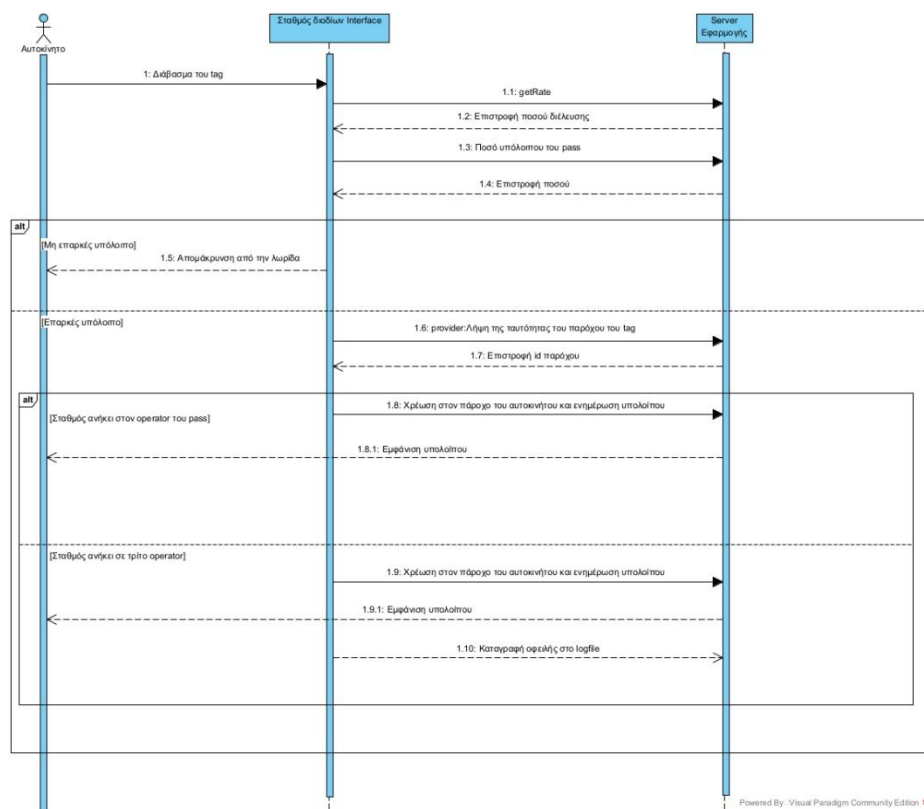 Σταθμός διοδίων Interface
Server
Εφαρμογής
Αυτοκίνητο
1: Διάβασμα του tag
1.1: getRate
1.2: Επιστροφή ποσού διέλευσης
1.3: Ποσό υπόλοιπου του pass
1.4: Επιστροφή ποσού
alt
[Μη επαρκές υπόλοιπο]
1.5: Απομάκρυνση από την λωρίδα
[Επαρκές υπόλοιπο]
1.6: provider:Λήψη της ταυτότητας του παρόχου του tag
1.7: Επιστροφή id παρόχου
alt
1.8: Χρέωση στον πάροχο του αυτοκινήτου και ενημέρωση υπολοίπου
[Σταθμός ανήκει στον operator του pass]
1.8.1: Εμφάνιση υπολοίπου
[Σταθμός ανήκει σε τρίτο operator]
1.9: Χρέωση στον πάροχο του αυτοκινήτου και ενημέρωση υπολοίπου
1.9.1: Εμφάνιση υπολοίπου
1.10: Καταγραφή οφειλής στο logfile
Powered By: Visual Paradigm Community Edition